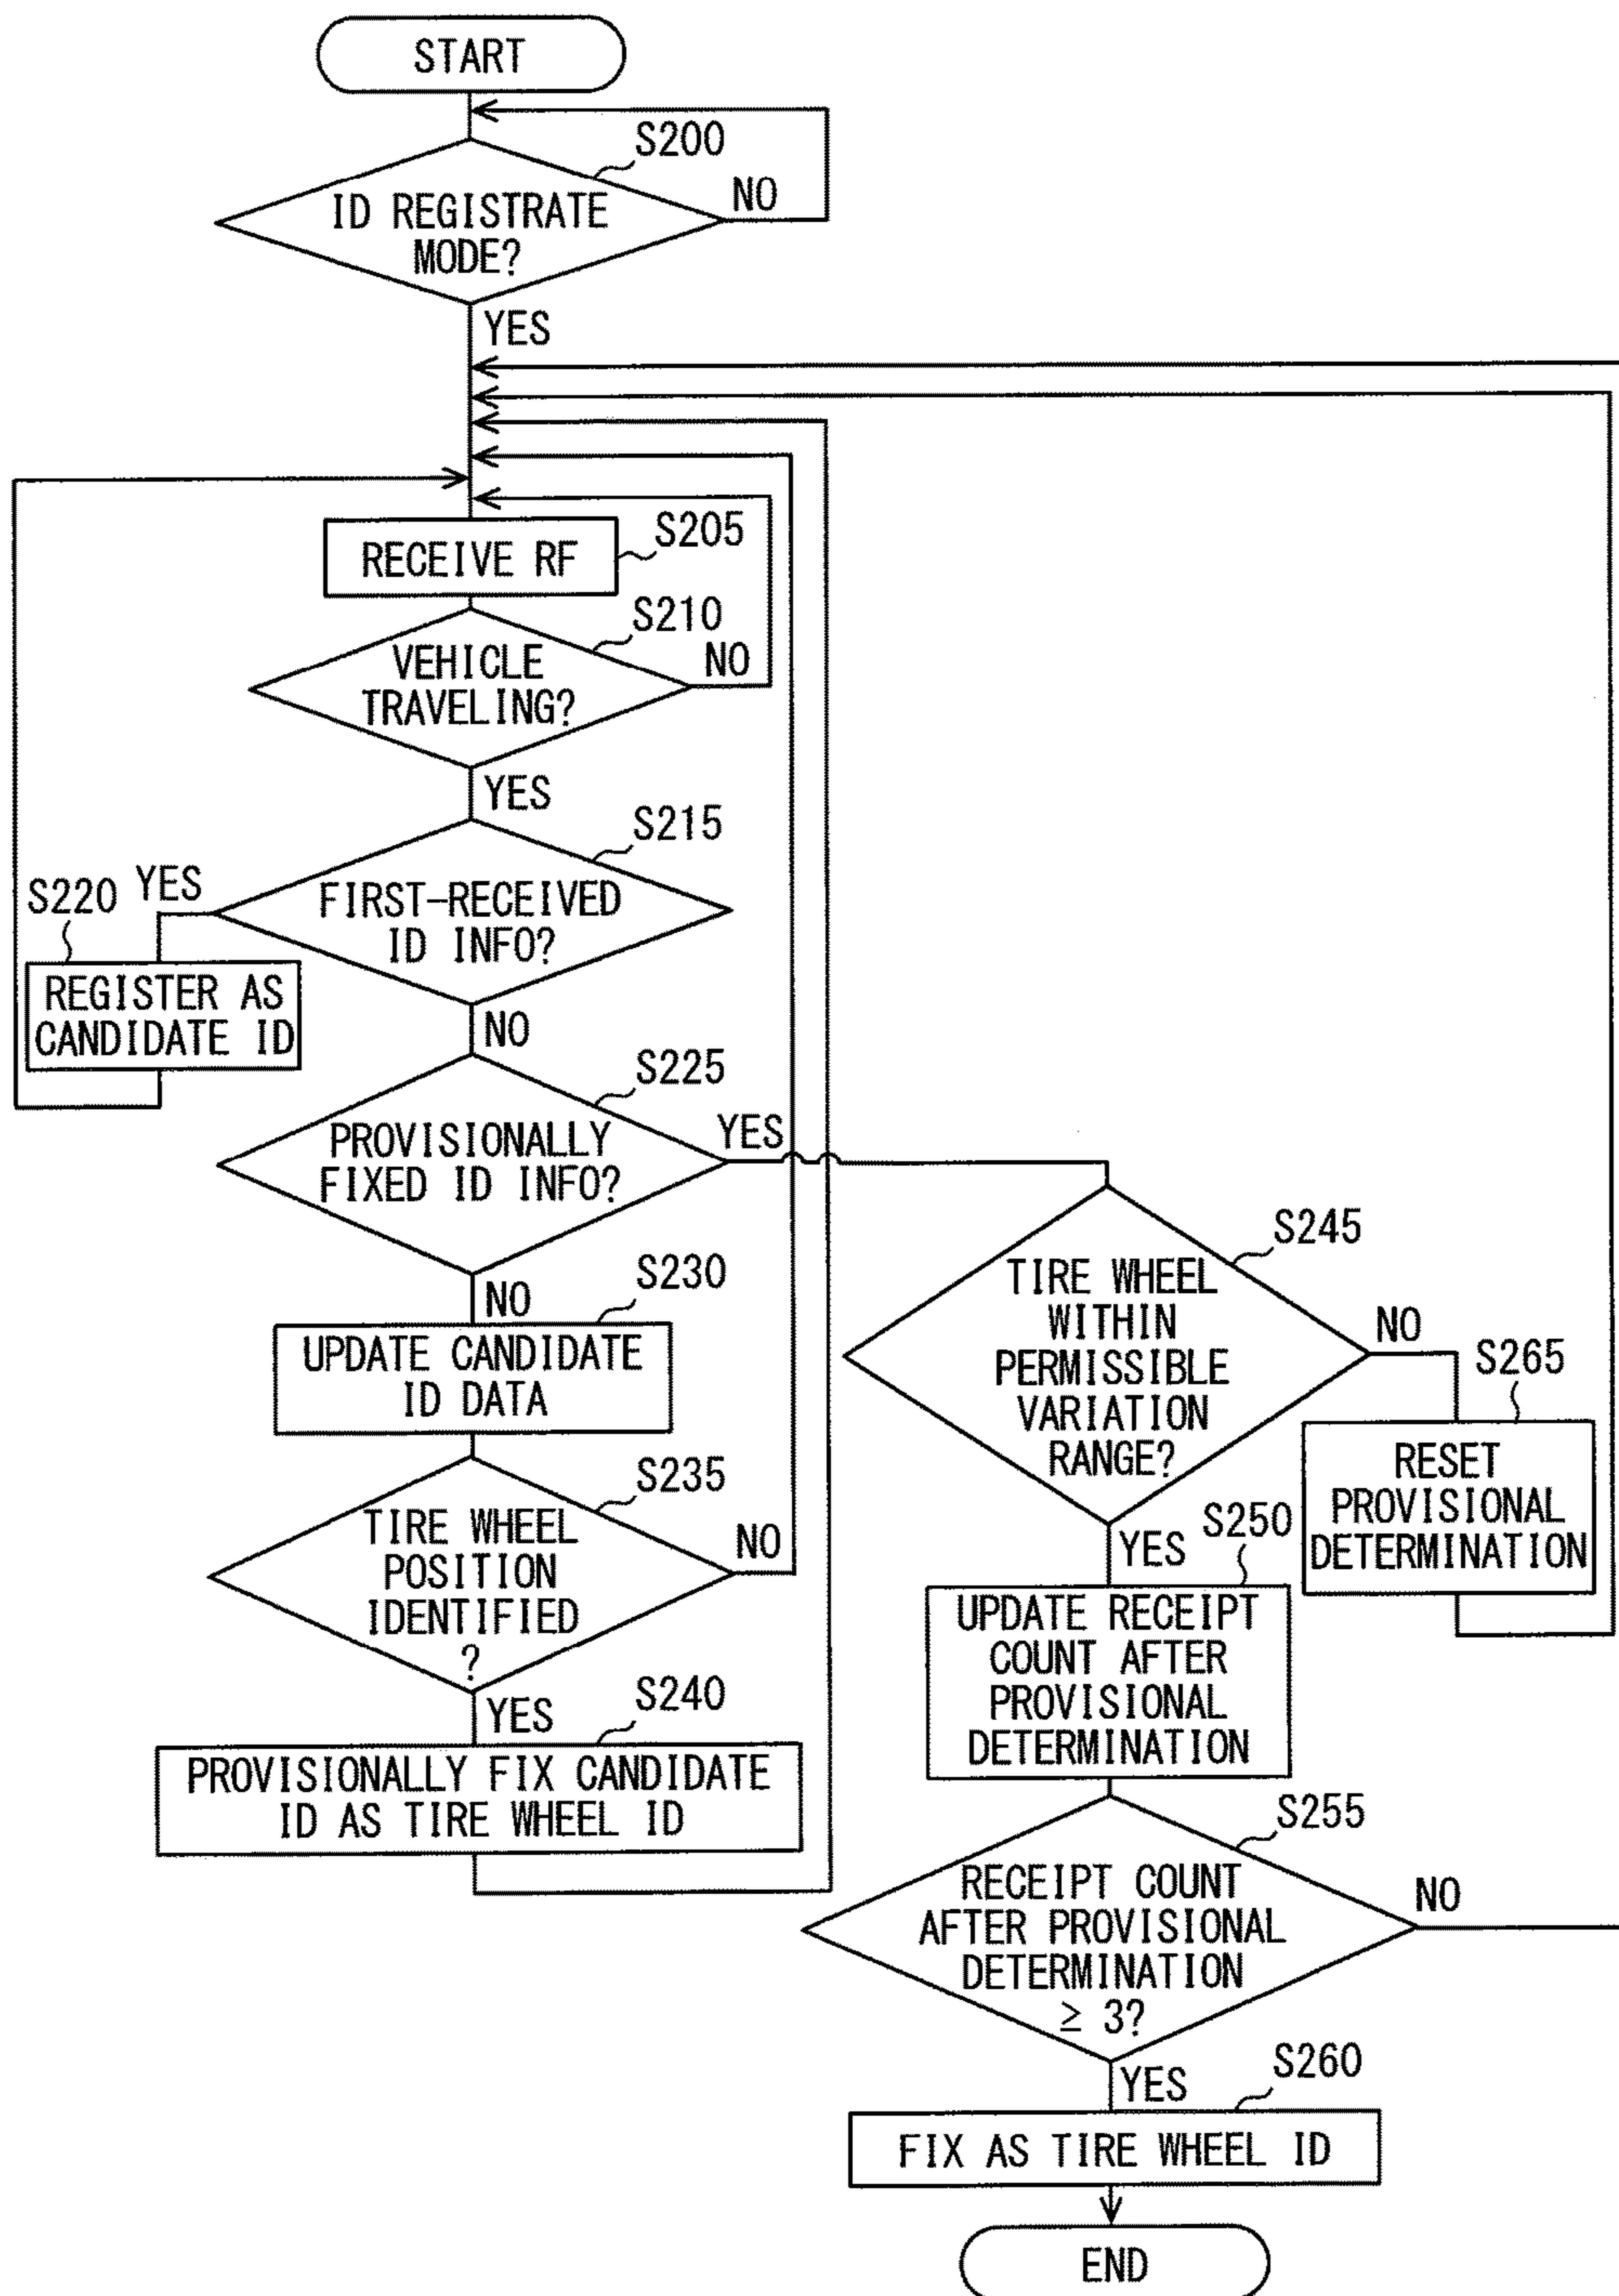 START
S200
ID REGISTRATE
MODE?
NO
YES
S205
RECEIVE RF
S210
VEHICLE
TRAVELING?
NO
YES
S215
FIRST-RECEIVED
ID INFO?
YES
S220
REGISTER AS
CANDIDATE ID
NO
S225
PROVISIONALLY
FIXED ID INFO?
YES
NO
S230
UPDATE CANDIDATE
ID DATA
S235
TIRE WHEEL
POSITION
IDENTIFIED
?
NO
YES
S240
PROVISIONALLY FIX CANDIDATE
ID AS TIRE WHEEL ID
S245
TIRE WHEEL
WITHIN
PERMISSIBLE
VARIATION
RANGE?
NO
S265
RESET
PROVISIONAL
DETERMINATION
YES
S250
UPDATE RECEIPT
COUNT AFTER
PROVISIONAL
DETERMINATION
S255
RECEIPT COUNT
AFTER PROVISIONAL
DETERMINATION
≥ 3?
NO
YES
S260
FIX AS TIRE WHEEL ID
END